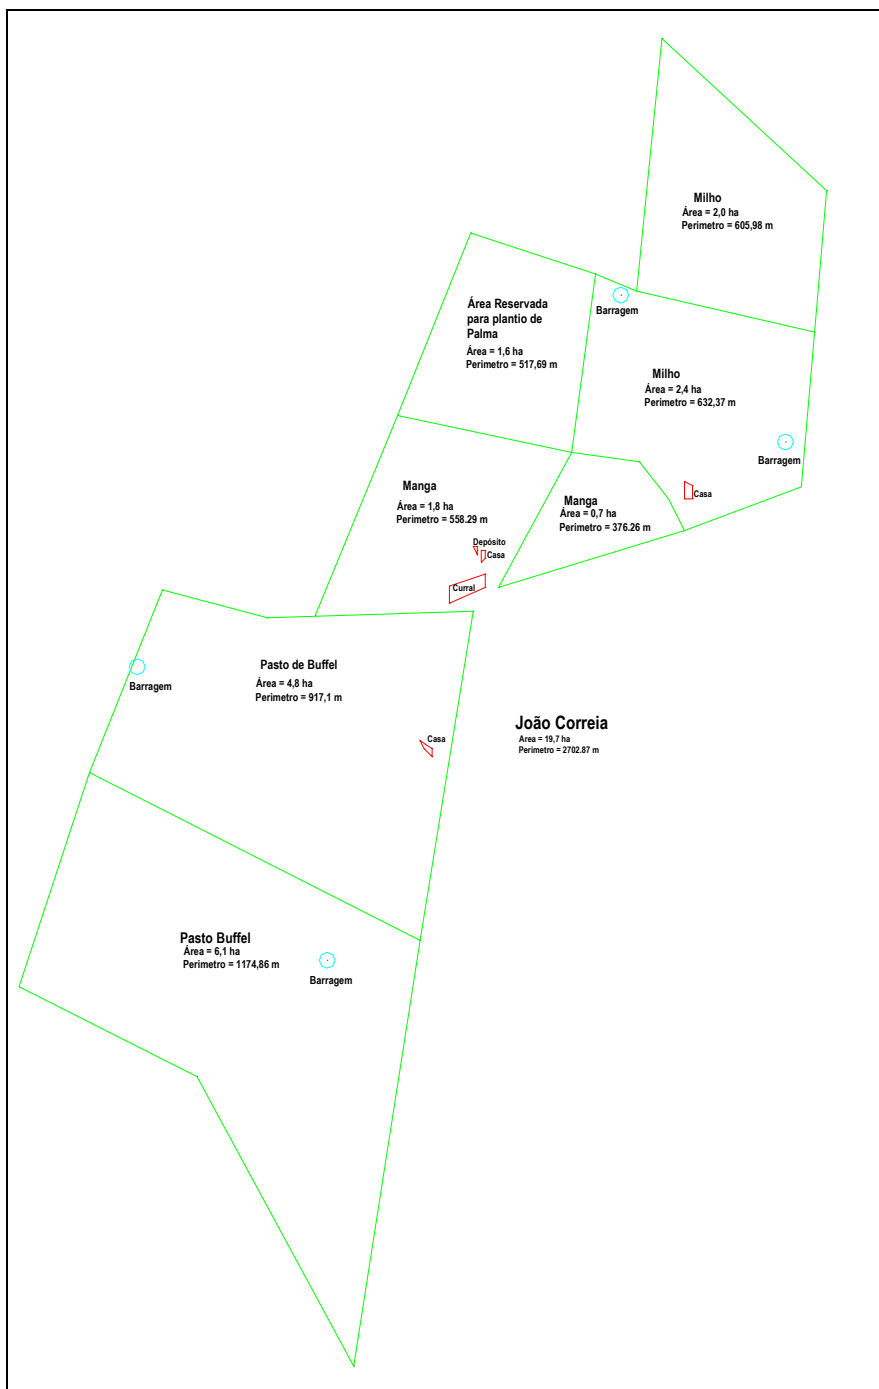 Milho
Área = 2,0 ha
Perimetro = 605,98 m
Área Reservada
para plantio de
Palma
Área = 1,6 ha
Perimetro = 517,69 m
Barragem
Milho
Área = 2,4 ha
Perimetro = 632,37 m
Barragem
Casa
Manga
Área = 1,8 ha
Perimetro = 558.29 m
Manga
Área = 0,7 ha
Perimetro = 376.26 m
Depósito
Casa
Curral
Pasto de Buffel
Área = 4,8 ha
Perimetro = 917,1 m
Barragem
Casa
João Correia
Area = 19,7 ha
Perimetro = 2702.87 m
Pasto Buffel
Área = 6,1 ha
Perimetro = 1174,86 m
Barragem